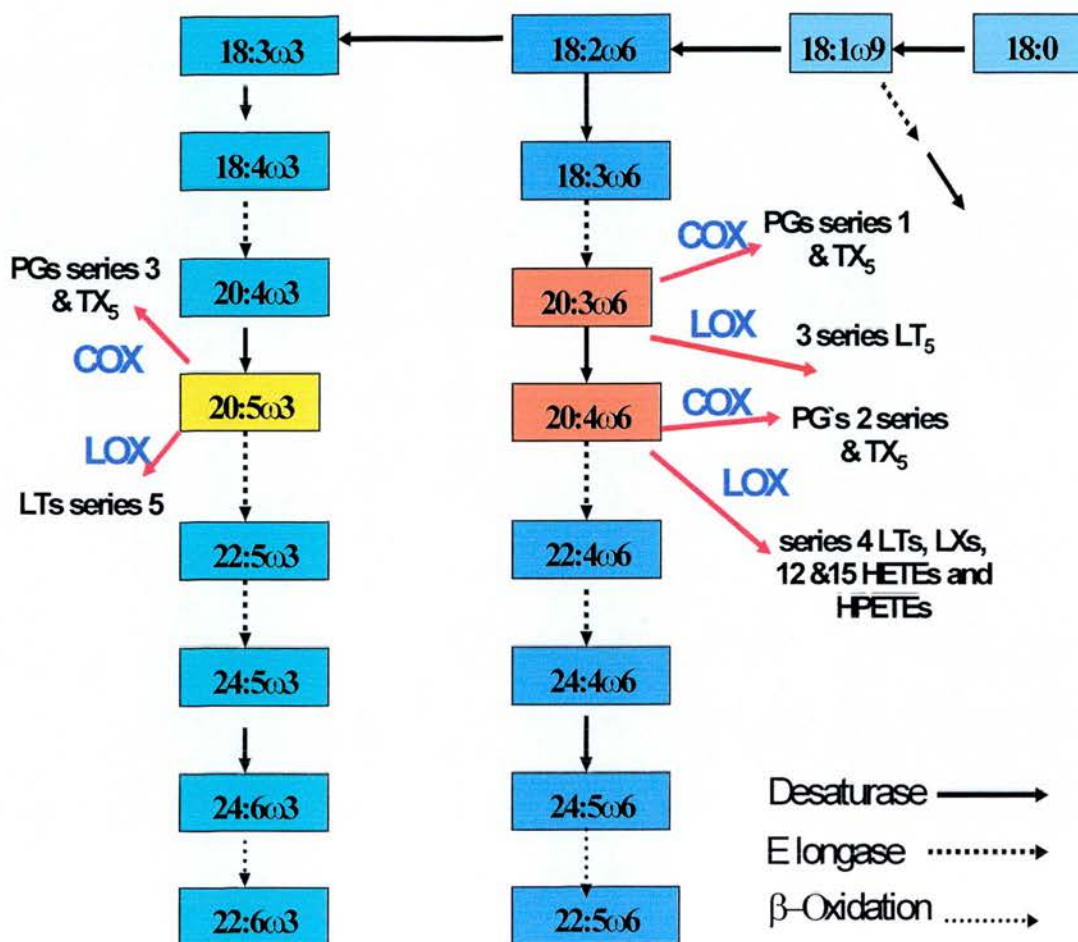 18:3ω3
18:2ω6
18:1ω9
18:0
18:4ω3
18:3ω6
PGs series 3
& TX5
20:4ω3
COX
PGs series 1
& TX5
20:3ω6
COX
LOX
3 series LT5
20:5ω3
20:4ω6
COX
PG`s 2 series
& TX5
LOX
LTs series 5
LOX
22:5ω3
22:4ω6
series 4 LTs, LXs,
12 &15 HETEs and
HPETEs
24:5ω3
24:4ω6
24:6ω3
24:5ω6
22:6ω3
22:5ω6
Desaturase
Elongase
β–Oxidation